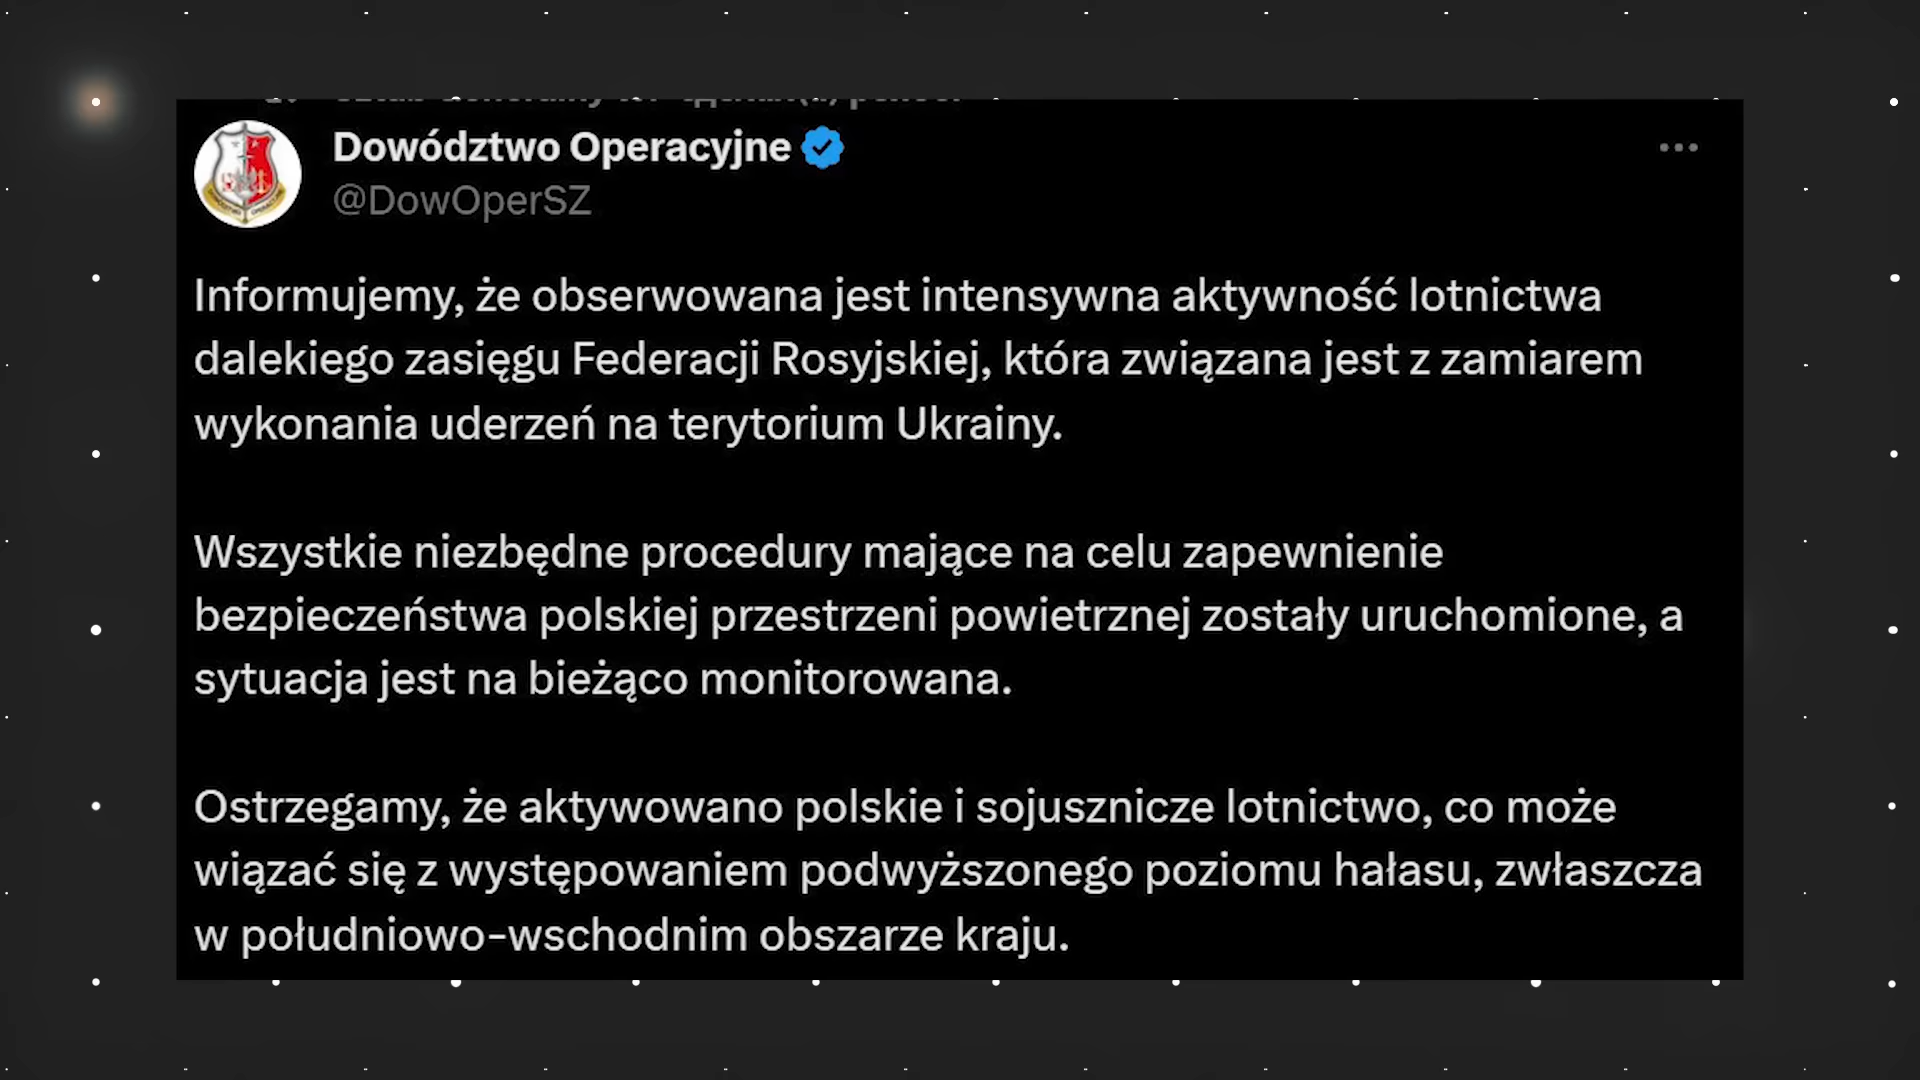 Dowództwo Operacyjne
@DowOperSZ
Informujemy, że obserwowana jest intensywna aktywność lotnictwa
dalekiego zasięgu Federacji Rosyjskiej, która związana jest z zamiarem
wykonania uderzeń na terytorium Ukrainy.
Wszystkie niezbędne procedury mające na celu zapewnienie
bezpieczeństwa polskiej przestrzeni powietrznej zostały uruchomione, a
sytuacja jest na bieżąco monitorowana.
Ostrzegamy, że aktywowano polskie i sojusznicze lotnictwo, co może
wiązać się z występowaniem podwyższonego poziomu hałasu, zwłaszcza
w południowo-wschodnim obszarze kraju.